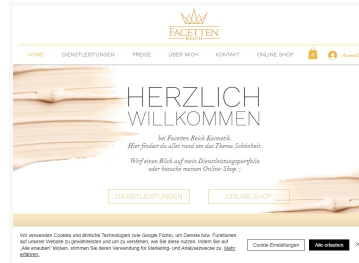 FACETTEN
REICH
HOME DIENSTLEISTUNGEN PREISE ÜBER MICH KONTAKT ONLINE SHOP
HERZLICH
WILLKOMMEN
bei Facetten Reich Kosmetik.
Hier findest du alles rund um das Thema Schönheit.
Wirf einen Blick auf mein Dienstleistungsportfolio
oder besuche meinen Online-Shop :)
DIENSTLEISTUNGEN ONLINE SHOP
Wir verwenden Cookies und ähnliche Technologien (wie Google Fonts), um Dienste bzw. Funktionen
auf unserer Website zu gewährleisten und um zu verstehen, wie Sie diese nutzen. Indem Sie auf
„Alle erlauben" klicken, stimmen Sie deren Verwendung für Marketing- und Analysezwecke zu. Mehr
erfahren.
Cookie-Einstellungen Alle erlauben